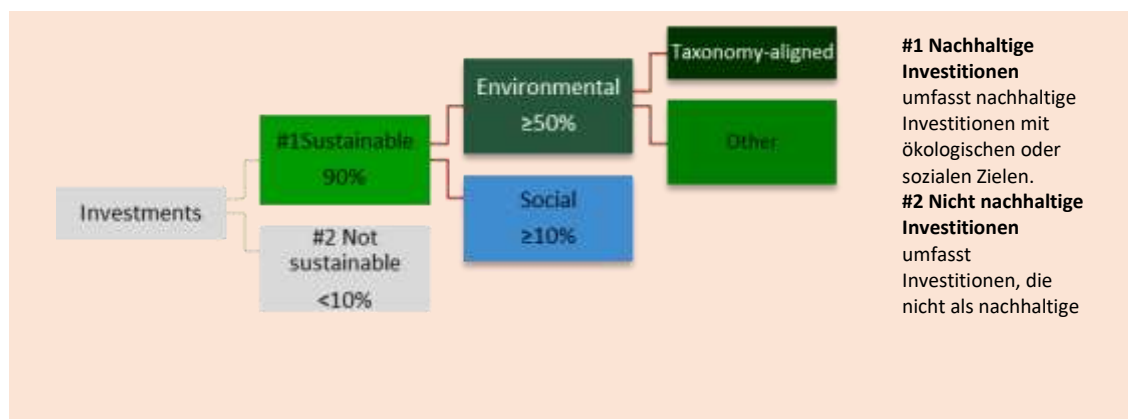 Investments
#1Sustainable
90%
#2 Not
sustainable
<10%
Environmental
≥50%
Social
≥10%
Taxonomy-aligned
Other
#1 Nachhaltige
Investitionen
umfasst nachhaltige
Investitionen mit
ökologischen oder
sozialen Zielen.
#2 Nicht nachhaltige
Investitionen
umfasst
Investitionen, die
nicht als nachhaltige